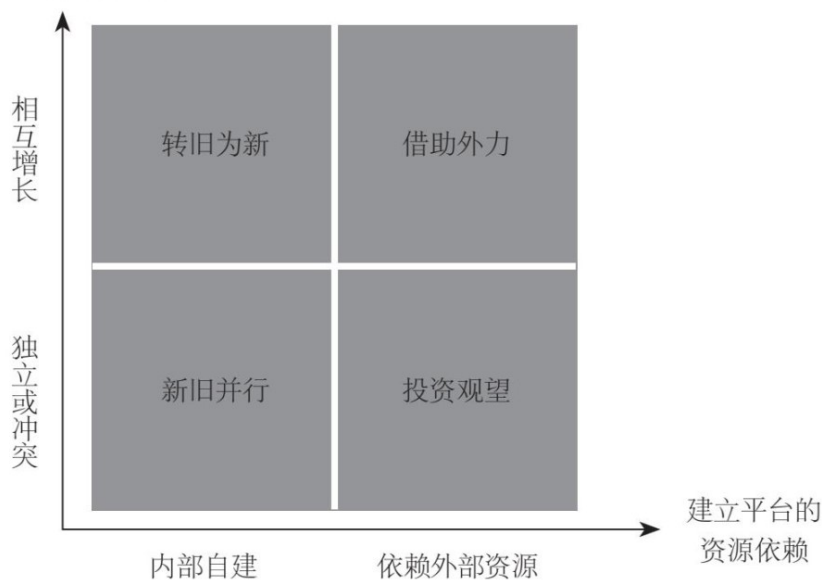 相互增长
转旧为新
借助外力
独立或冲突
新旧并行
投资观望
建立平台的
资源依赖
内部自建
依赖外部资源